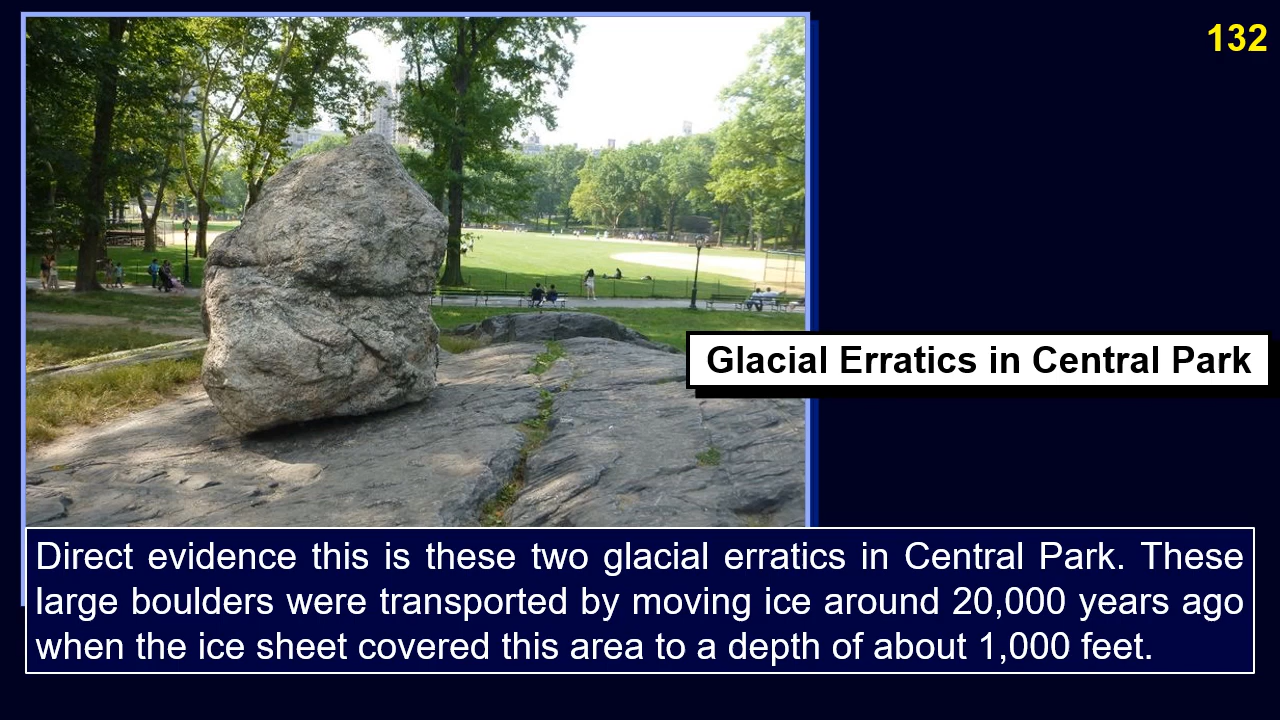 132
Glacial Erratics in Central Park
Direct evidence this is these two glacial erratics in Central Park. These
large boulders were transported by moving ice around 20,000 years ago
when the ice sheet covered this area to a depth of about 1,000 feet.